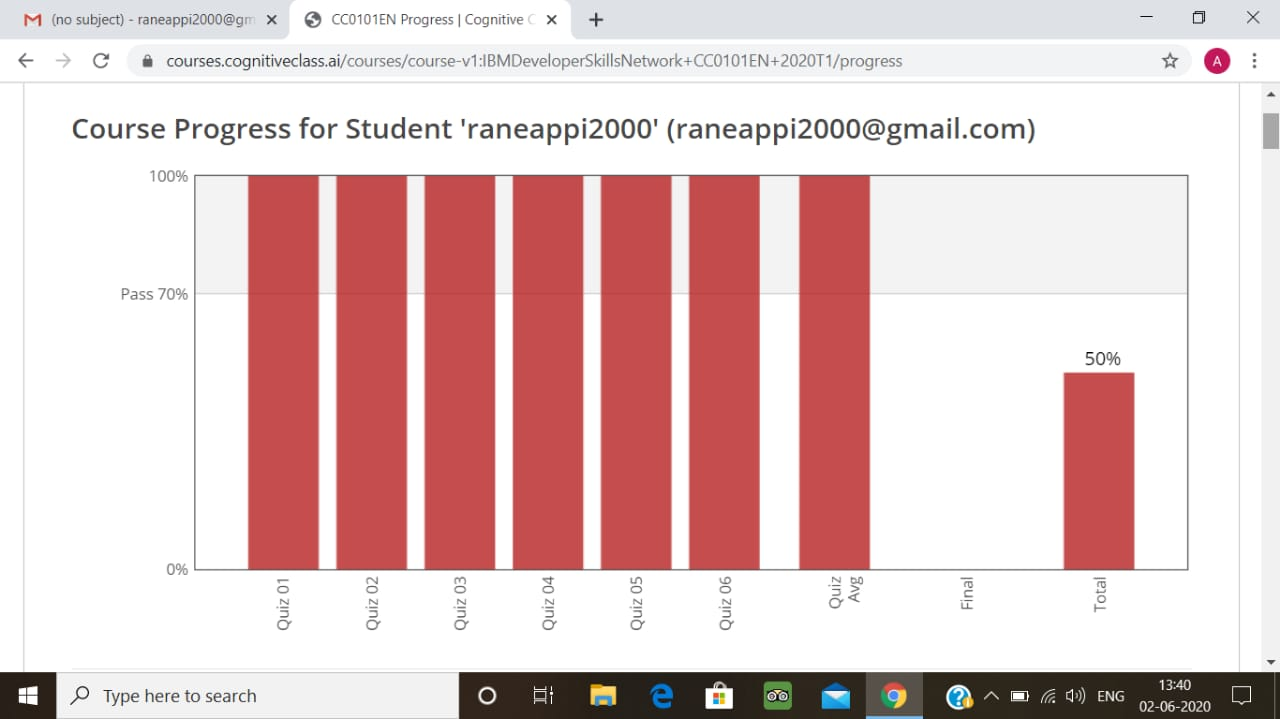 (no subject) - raneappi2000@gm
CC0101EN Progress | Cognitive C
courses.cognitiveclass.ai/courses/course-v1:IBMDeveloperSkillsNetwork+CC0101EN+2020T1/progress
A
Course Progress for Student 'raneappi2000' (raneappi2000@gmail.com)
100%
Pass 70%
50%
0%
Quiz 01
Quiz 02
Quiz 03
Quiz 04
Quiz 05
Quiz 06
Quiz
Avg
Final
Total
Type here to search
ENG
13:40
02-06-2020